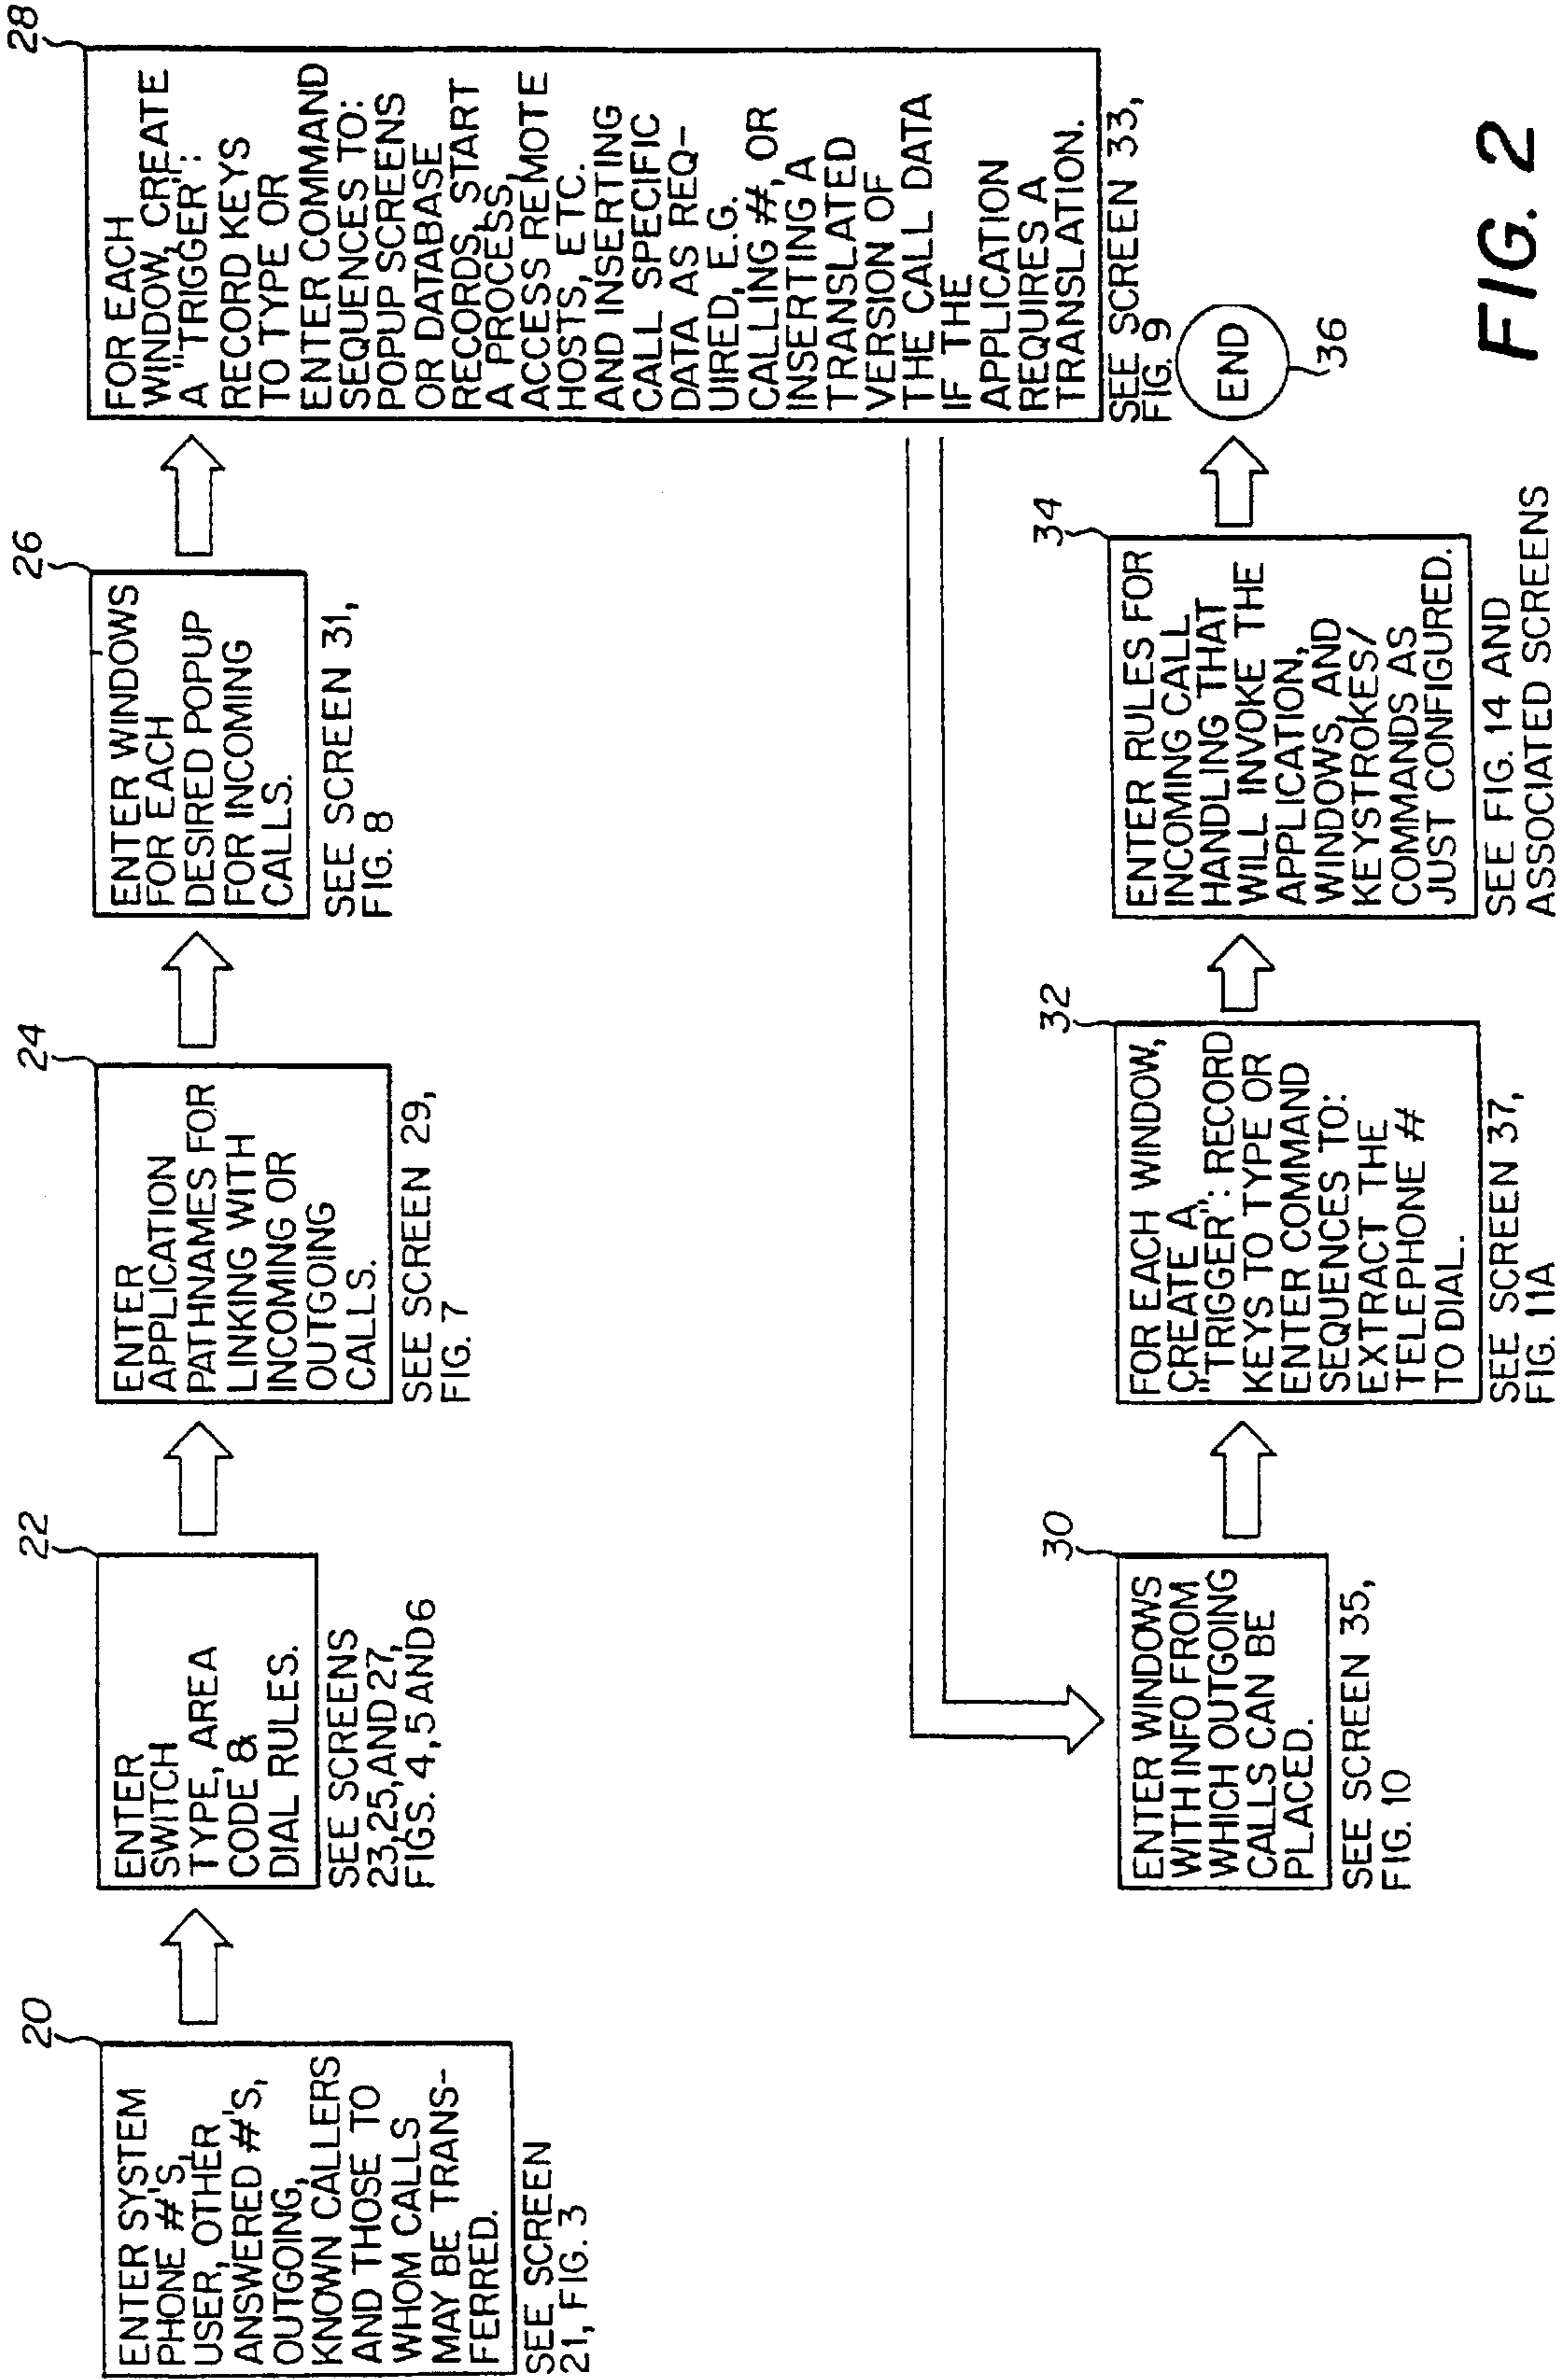 20
ENTER SYSTEM
PHONE #'S,
USER, OTHER
ANSWERED #'S,
OUTGOING,
KNOWN CALLERS
AND THOSE TO
WHOM CALLS
MAY BE TRANS-
FERRED.
SEE SCREEN
21, FIG. 3
22
ENTER
SWITCH
TYPE, AREA
CODE &
DIAL RULES.
SEE SCREENS
23,25,AND 27,
FIGS. 4,5 AND 6
24
ENTER
APPLICATION
PATHNAMES FOR
LINKING WITH
INCOMING OR
OUTGOING
CALLS.
SEE SCREEN 29,
FIG. 7
26
ENTER WINDOWS
FOR EACH
DESIRED POPUP
FOR INCOMING
CALLS.
SEE SCREEN 31,
FIG. 8
28
FOR EACH
WINDOW, CREATE
A "TRIGGER":
RECORD KEYS
TO TYPE OR
ENTER COMMAND
SEQUENCES TO:
POPUP SCREENS
OR DATABASE
RECORDS, START
A PROCESS,
ACCESS REMOTE
HOSTS, ETC.
AND INSERTING
CALL SPECIFIC
DATA AS REQ-
UIRED, E.G.
CALLING #, OR
INSERTING A
TRANSLATED
VERSION OF
THE CALL DATA
IF THE
APPLICATION
REQUIRES A
TRANSLATION.
SEE SCREEN 33,
FIG. 9
30
ENTER WINDOWS
WITH INFO FROM
WHICH OUTGOING
CALLS CAN BE
PLACED.
SEE SCREEN 35,
FIG. 10
32
FOR EACH WINDOW,
CREATE A
"TRIGGER": RECORD
KEYS TO TYPE OR
ENTER COMMAND
SEQUENCES TO:
EXTRACT THE
TELEPHONE #
TO DIAL.
SEE SCREEN 37,
FIG. 11A
34
ENTER RULES FOR
INCOMING CALL
HANDLING THAT
WILL INVOKE THE
APPLICATION,
WINDOWS, AND
KEYSTROKES/
COMMANDS AS
JUST CONFIGURED.
SEE FIG. 14 AND
ASSOCIATED SCREENS
END
36
FIG. 2